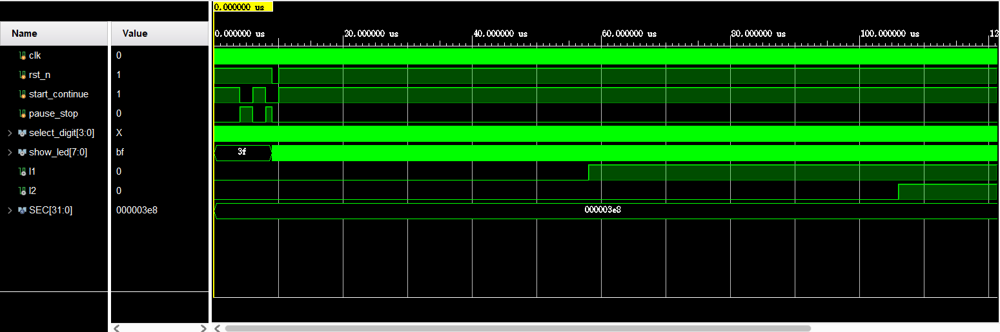 0.000000 us
Name Value
0.000000 us 20.000000 us 40.000000 us 60.000000 us 80.000000 us 100.000000 us 12
clk 0
rst_n 1
start_continue 1
pause_stop 0
select_digit[3:0] X
show_led[7:0] bf 3f
l1 0
l2 0
SEC[31:0] 000003e8 000003e8